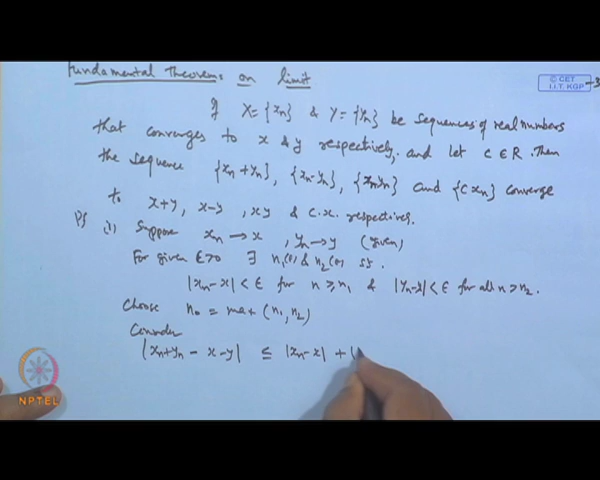 Fundamental Theorems on limit
© CET
I.I.T. KGP
If X = {xn} & Y = {yn} be sequences of real numbers
that converges to x & y respectively, and let c ∈ R. Then
the sequence {xn + yn}, {xn - yn}, {xnyn} and {c xn} converge
to x+y, x-y, xy & c.x. respectively.
Pf (1) Suppose xn → x, yn → y (given)
For given ε>0 ∃ n1(ε) & n2(ε) st.
|xn - x| < ε for n ≥ n1 & |yn - y| < ε for all n > n2.
Choose n0 = max (n1, n2)
Consider
|xn+yn - x-y| ≤ |xn-x| + |
NPTEL